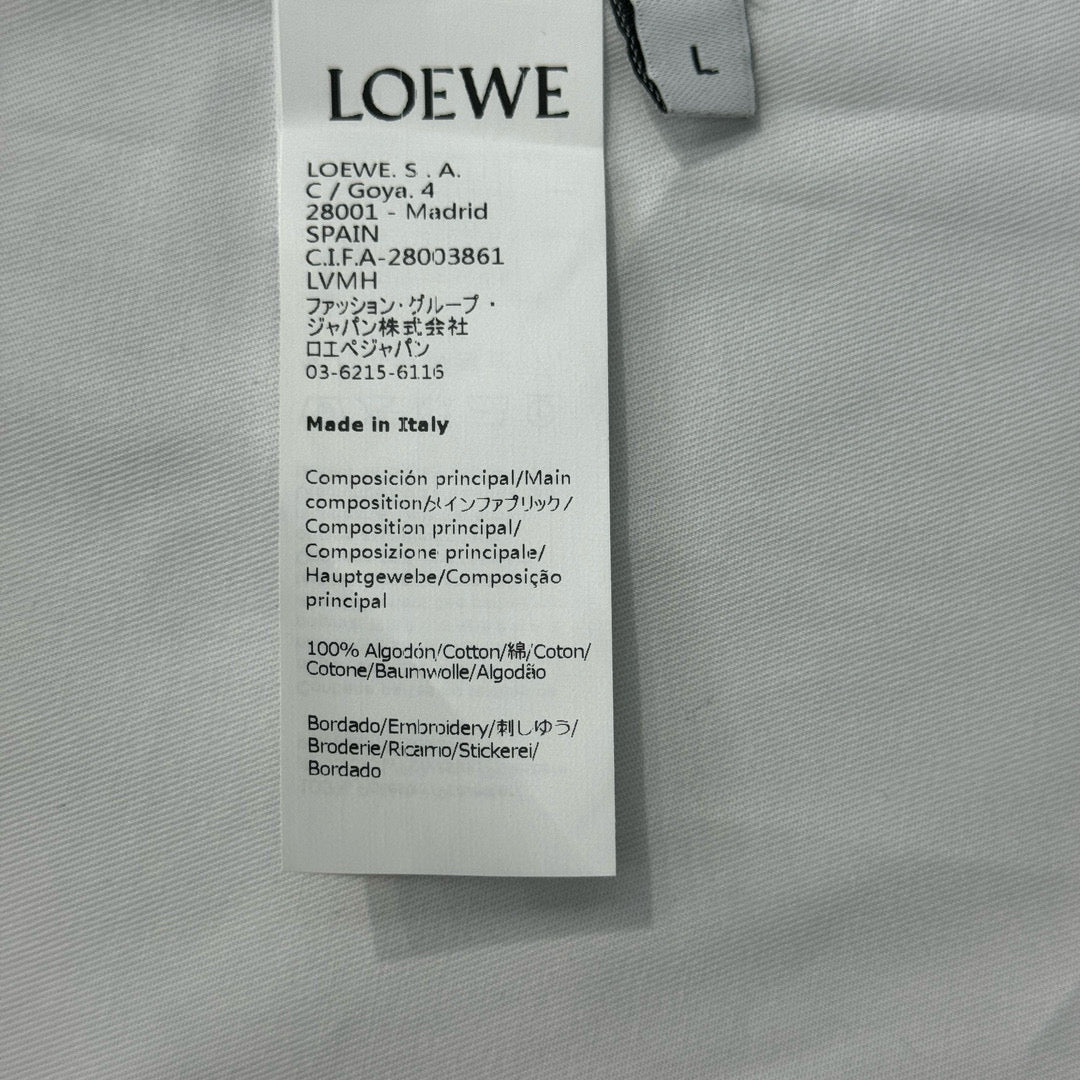 LOEWE
L
LOEWE. S . A.
C / Goya. 4
28001 - Madrid
SPAIN
C.I.F.A-28003861
LVMH
ファッション・グループ・
ジャパン株式会社
ロエペジャパン
03-6215-6116
Made in Italy
Composición principal/Main
composition/メインファブリック/
Composition principal/
Composizione principale/
Hauptgewebe/Composição
principal
100% Algodón/Cotton/綿/Coton/
Cotone/Baumwolle/Algodão
Bordado/Embroidery/刺しゆう/
Broderie/Ricamo/Stickerei/
Bordado